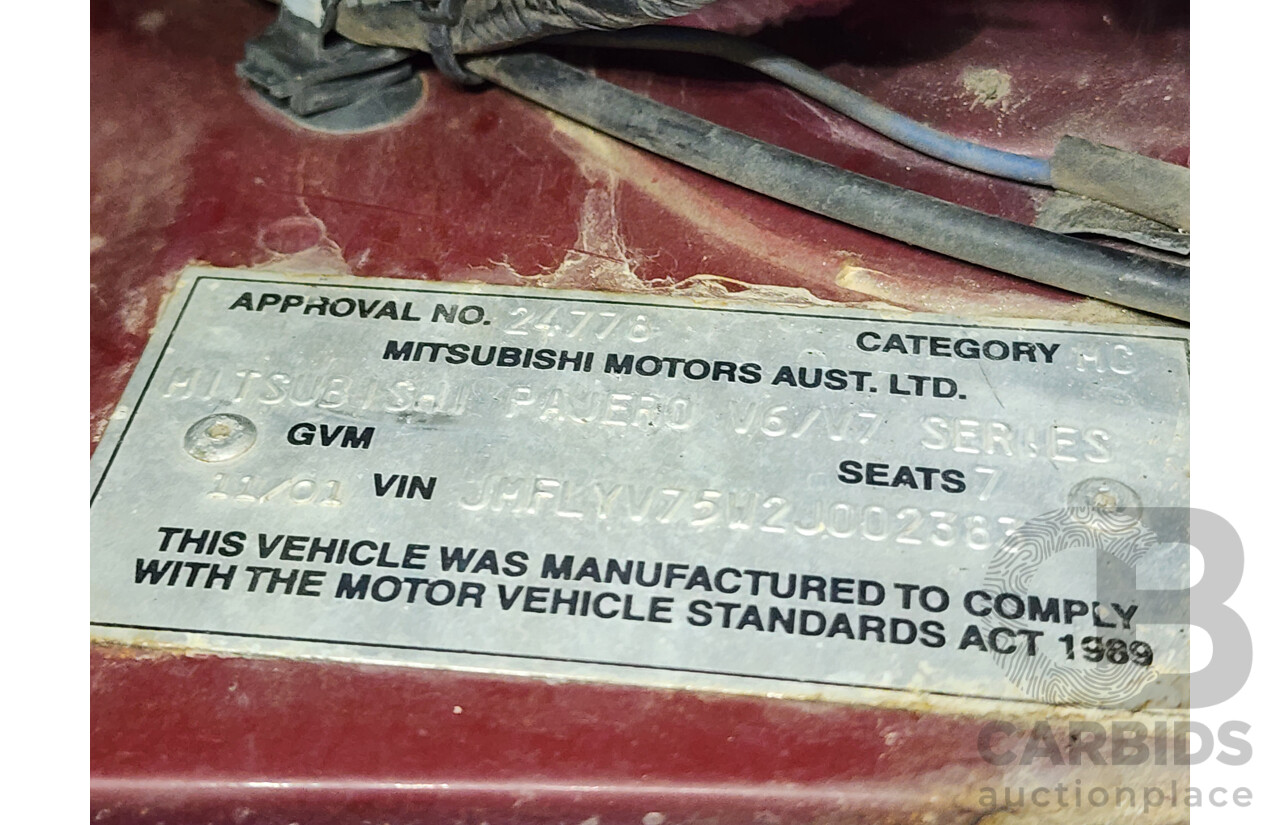 APPROVAL NO. 24778 CATEGORY MC
MITSUBISHI MOTORS AUST. LTD.
MITSUBISHI PAJERO V6/V7 SERIES
GVM SEATS 7
11/01 VIN JMFLYV75W2J002383
THIS VEHICLE WAS MANUFACTURED TO COMPLY
WITH THE MOTOR VEHICLE STANDARDS ACT 1989
CARBIDS
auctionplace